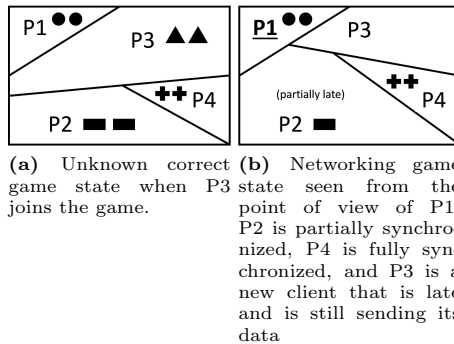 P1
P3
P4
P2
P1
P3
P4
(partially late)
P2
(a) Unknown correct
game state when P3
joins the game.
(b) Networking game
state seen from the
point of view of P1.
P2 is partially synchro-
nized, P4 is fully syn-
chronized, and P3 is a
new client that is late
and is still sending its
data